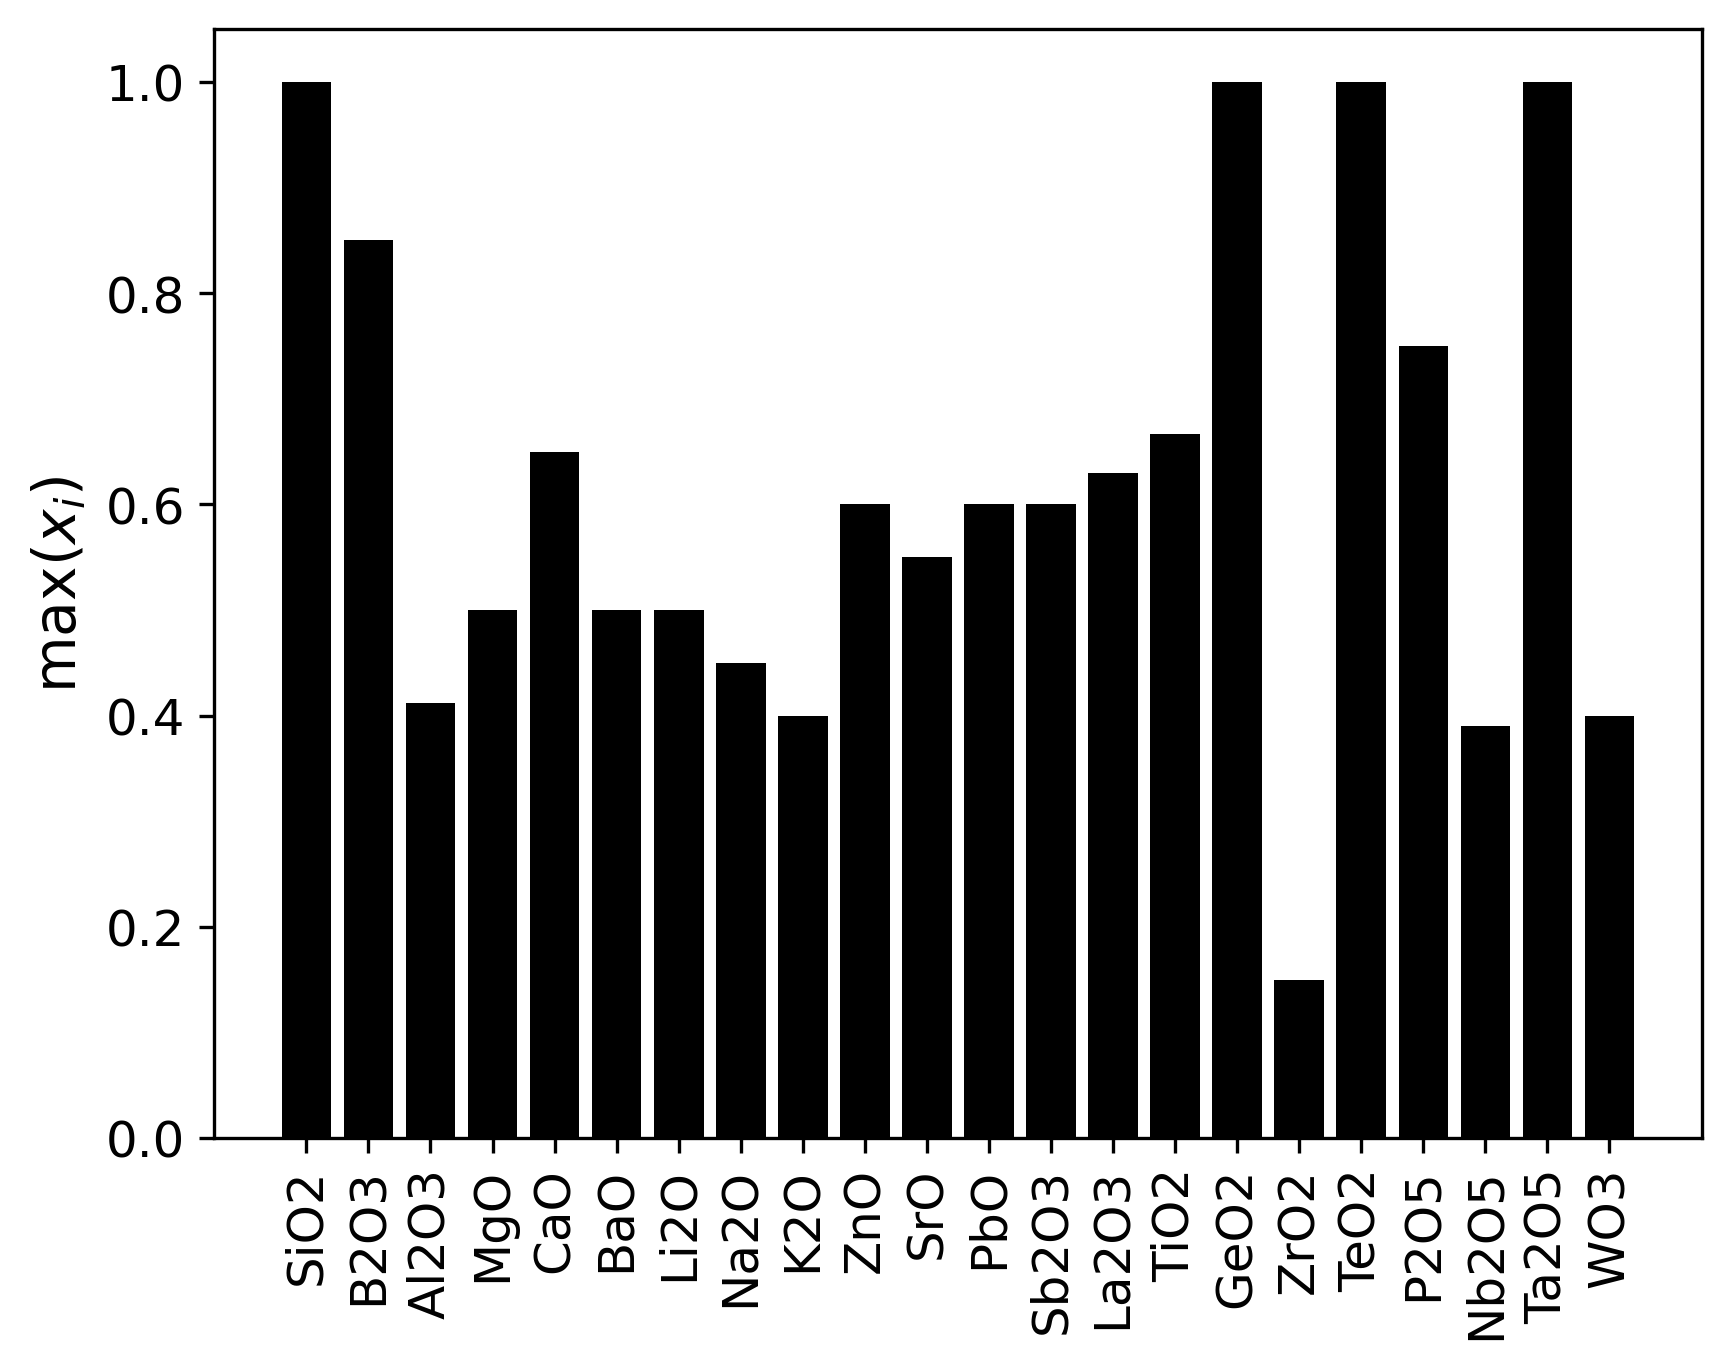 1.0
0.8
0.6
0.4
0.2
0.0
max(x_i)
SiO2
B2O3
Al2O3
MgO
CaO
BaO
Li2O
Na2O
K2O
ZnO
SrO
PbO
Sb2O3
La2O3
TiO2
GeO2
ZrO2
TeO2
P2O5
Nb2O5
Ta2O5
WO3